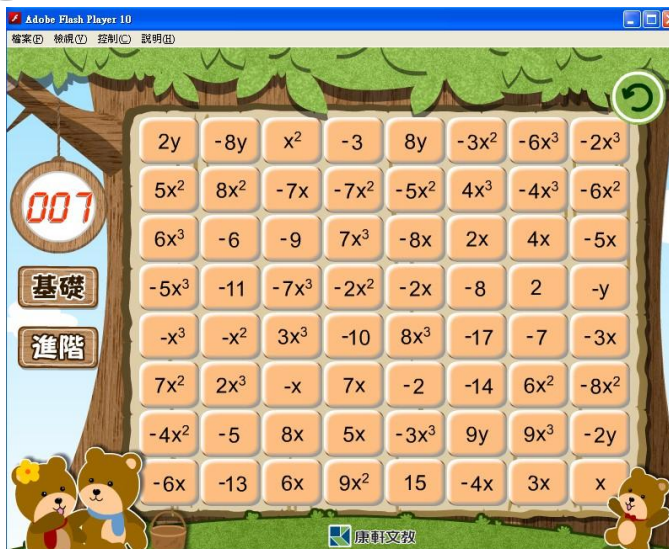 Adobe Flash Player 10
檔案(F) 檢視(V) 控制(C) 說明(H)
2y -8y x² -3 8y -3x² -6x³ -2x³
5x² 8x² -7x -7x² -5x² 4x³ -4x³ -6x²
007
6x³ -6 -9 7x³ -8x 2x 4x -5x
基礎
-5x³ -11 -7x³ -2x² -2x -8 2 -y
進階
-x³ -x² 3x³ -10 8x³ -17 -7 -3x
7x² 2x³ -x 7x -2 -14 6x² -8x²
-4x² -5 8x 5x -3x³ 9y 9x³ -2y
-6x -13 6x 9x² 15 -4x 3x x
康軒文教